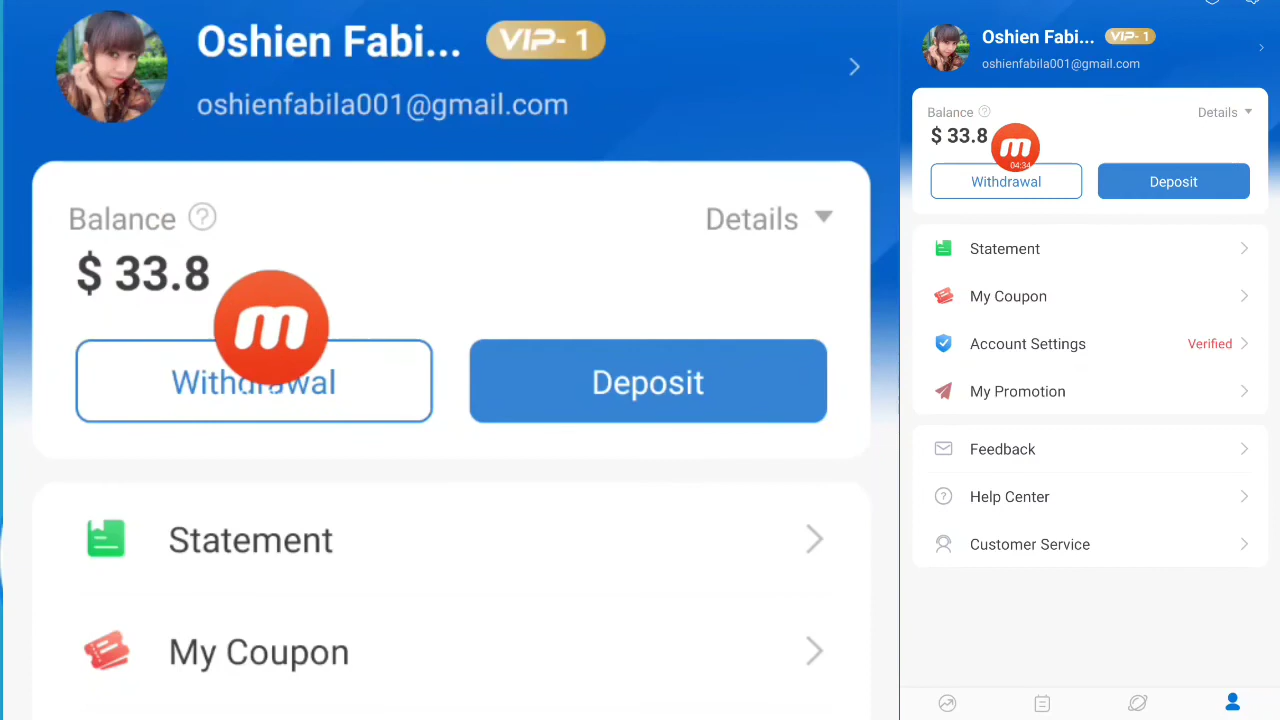 Oshien Fabi... VIP- 1
oshienfabila001@gmail.com
Balance ?
Details
$ 33.8
m
Withdrawal
Deposit
Statement
My Coupon
Oshien Fabi... VIP- 1
oshienfabila001@gmail.com
Balance ?
Details
$ 33.8
m
04:34
Withdrawal
Deposit
Statement
My Coupon
Account Settings
Verified
My Promotion
Feedback
? Help Center
Customer Service